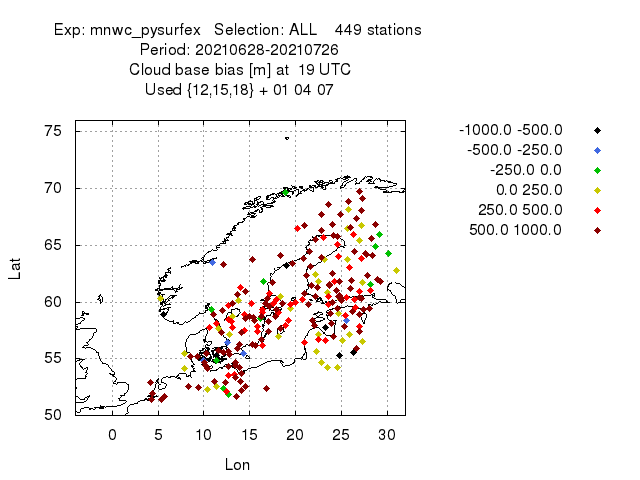 Exp: mnwc_pysurfex   Selection: ALL    449 stations
Period: 20210628-20210726
Cloud base bias [m] at  19 UTC
Used {12,15,18} + 01 04 07
-1000.0 -500.0
-500.0 -250.0
-250.0 0.0
0.0 250.0
250.0 500.0
500.0 1000.0
75
70
65
60
55
50
Lat
0 5 10 15 20 25 30
Lon